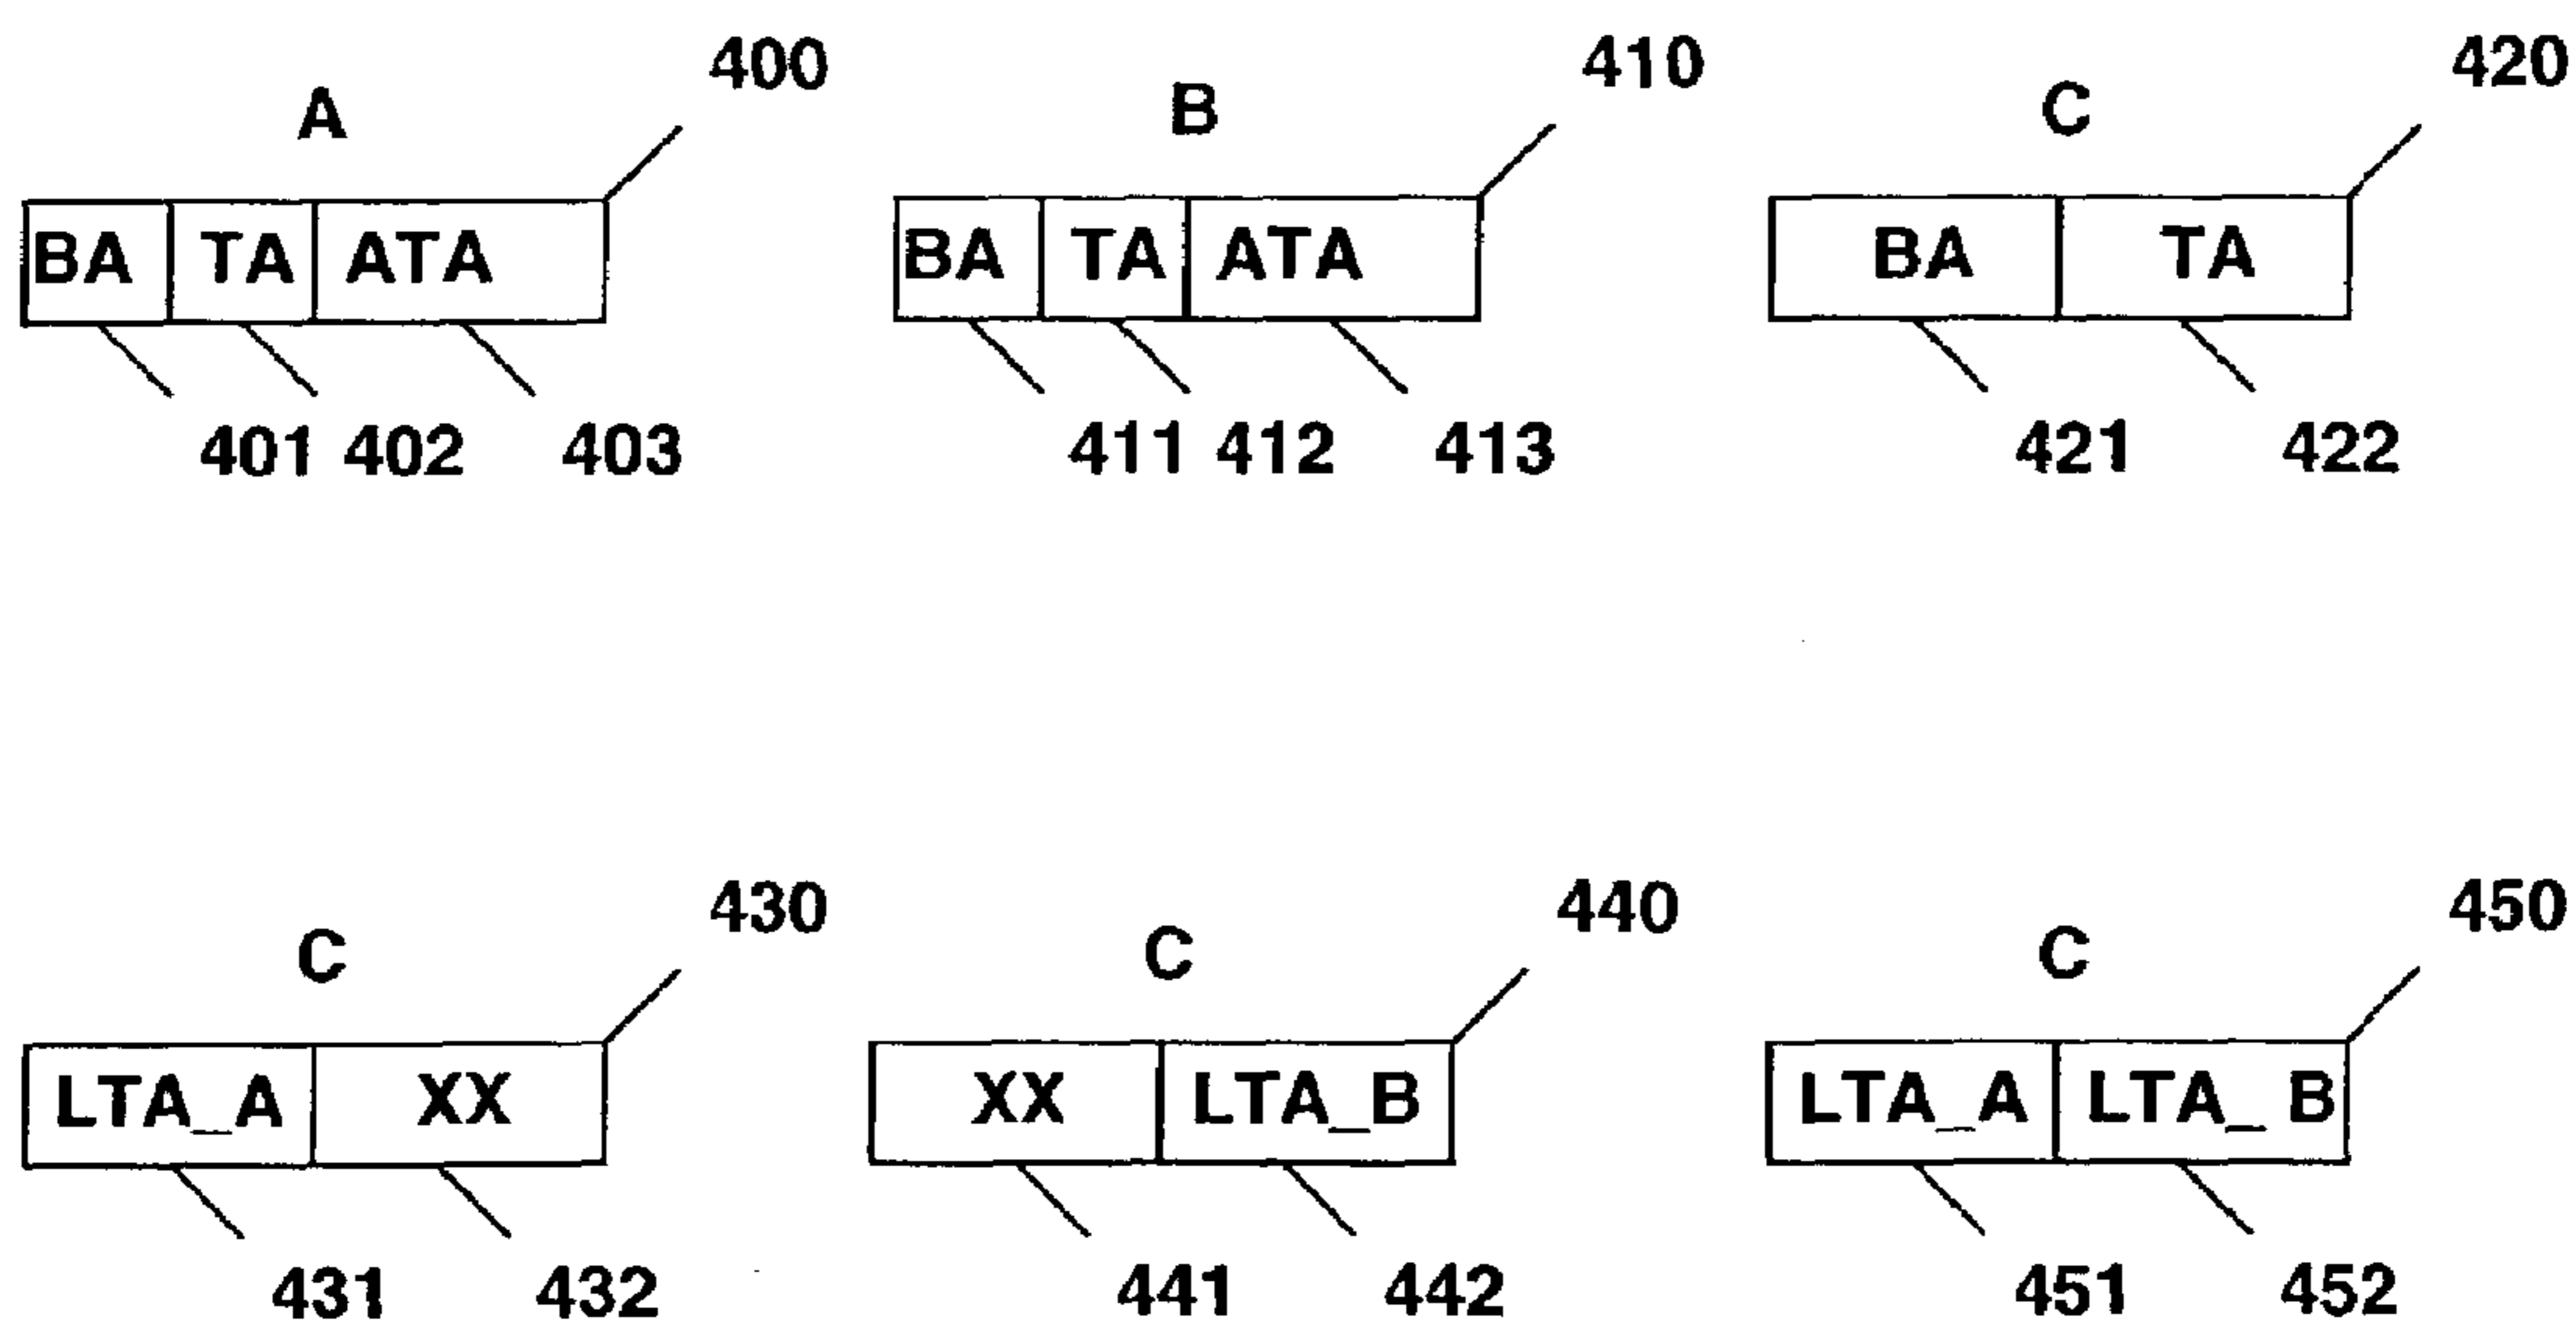 400 410 420
A B C
BA TA ATA BA TA ATA BA TA
401 402 403 411 412 413 421 422
430 440 450
C C C
LTA_A XX XX LTA_B LTA_A LTA_ B
431 432 441 442 451 452